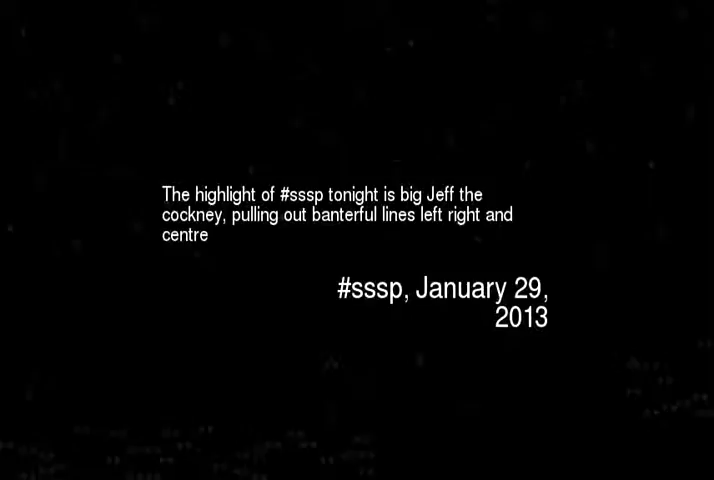 The highlight of #sssp tonight is big Jeff the
cockney, pulling out banterful lines left right and
centre
#sssp, January 29,
2013